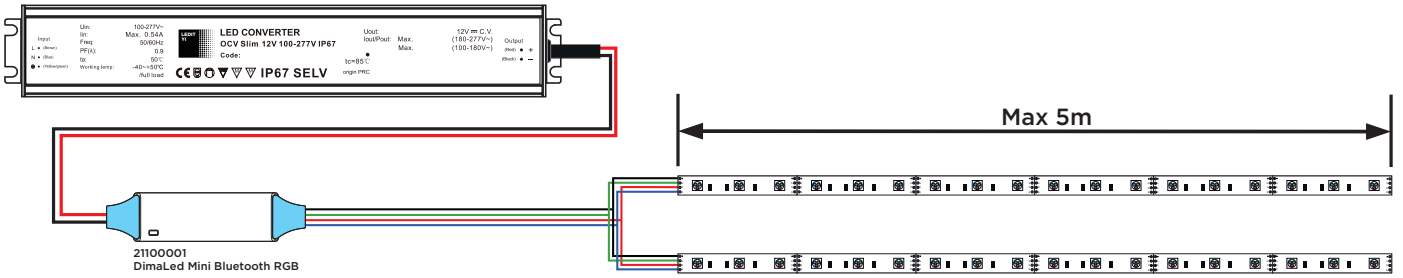 Input
L • (Brown)
N • (Blue)
• (Yellow/green)
Uin: 100-277V~
Iin: Max. 0.54A
Freq: 50/60Hz
PF(λ): 0.9
ta: 50℃
Working temp: -40~+50℃
/full load
LEDIT
YI
LED CONVERTER
OCV Slim 12V 100-277V IP67
Code:
IP67 SELV
Uout: 12V ⎓ C.V.
Iout/Pout: Max. (180-277V~)
Max. (100-180V~)
tc=85℃
origin PRC
Output
(Red) • +
(Black) • −
Max 5m
21100001
DimaLed Mini Bluetooth RGB